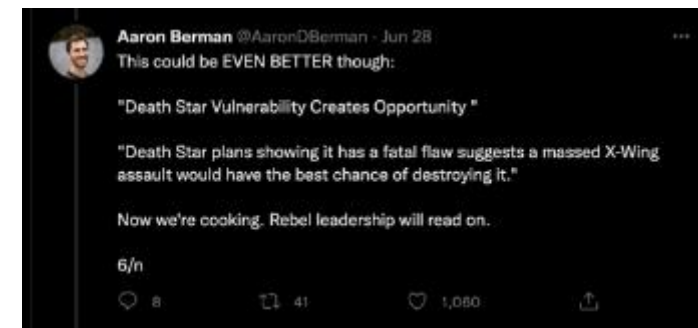 Aaron Berman @AaronDBerman · Jun 28
This could be EVEN BETTER though:
"Death Star Vulnerability Creates Opportunity "
"Death Star plans showing it has a fatal flaw suggests a massed X-Wing
assault would have the best chance of destroying it."
Now we're cooking. Rebel leadership will read on.
6/n
8 41 1,060